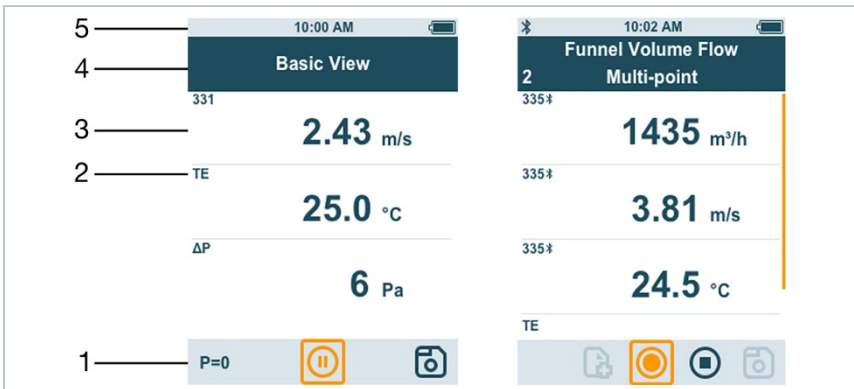 5
10:00 AM
4
Basic View
331
3
2.43 m/s
2
TE
25.0 °C
ΔP
6 Pa
1
P=0
10:02 AM
Funnel Volume Flow
2 Multi-point
335
1435 m³/h
335
3.81 m/s
335
24.5 °C
TE